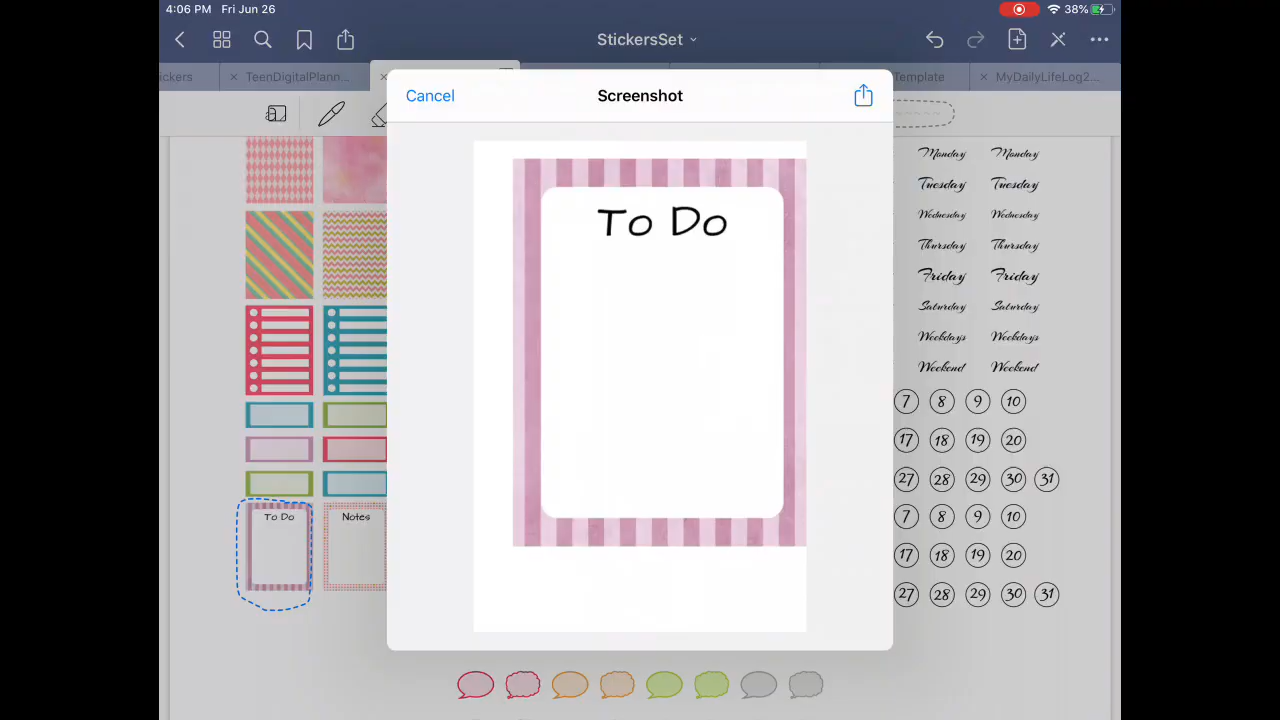 4:06 PM Fri Jun 26
38%
StickersSet
ckers
TeenDigitalPlann...
Template
MyDailyLifeLog2...
Cancel
Screenshot
To Do
To Do
Notes
Monday Monday
Tuesday Tuesday
Wednesday Wednesday
Thursday Thursday
Friday Friday
Saturday Saturday
Weekdays Weekdays
Weekend Weekend
7 8 9 10
17 18 19 20
27 28 29 30 31
7 8 9 10
17 18 19 20
27 28 29 30 31